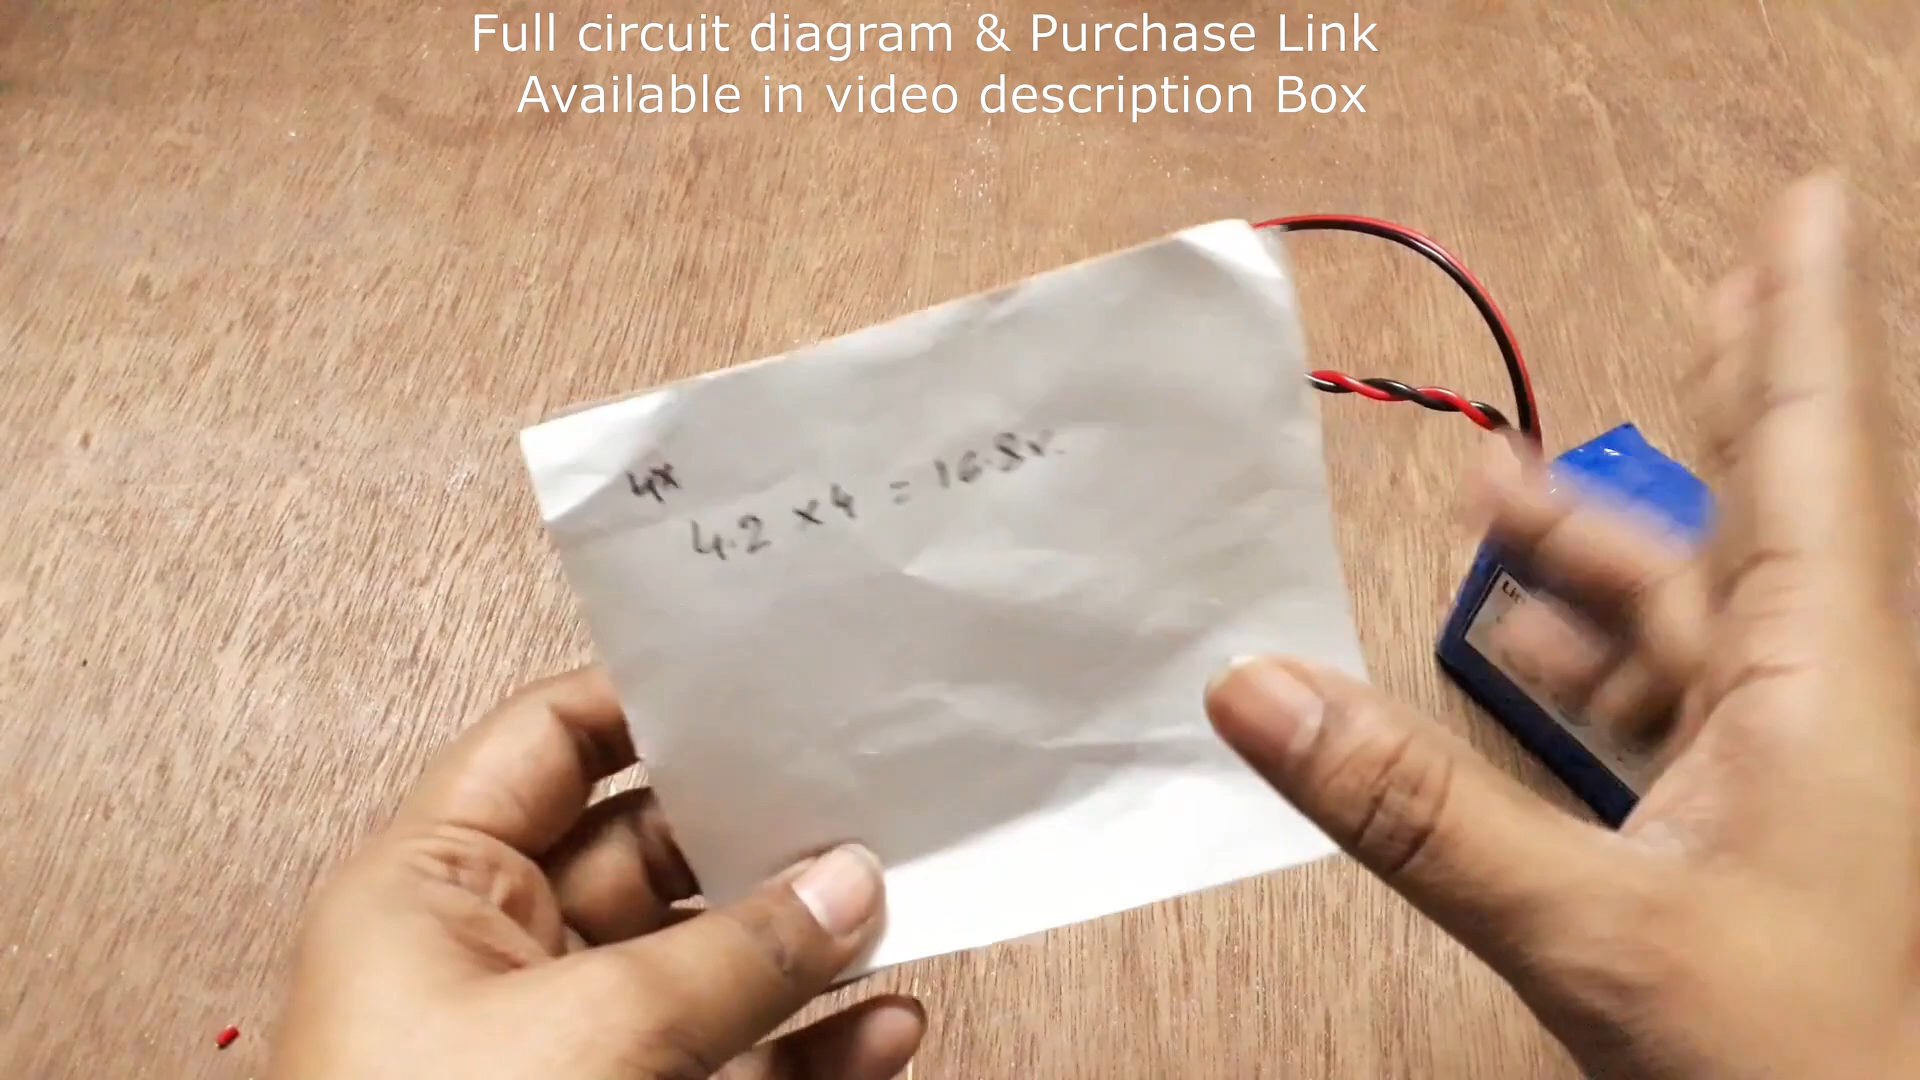 Full circuit diagram & Purchase Link
Available in video description Box
4x
4.2 x 4 = 16.8v.